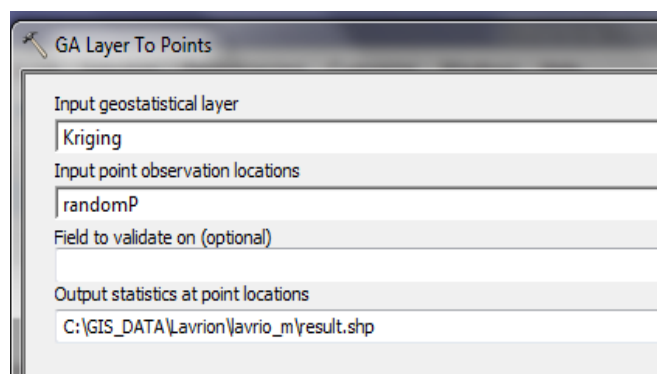 GA Layer To Points
Input geostatistical layer
Kriging
Input point observation locations
randomP
Field to validate on (optional)
Output statistics at point locations
C:\GIS_DATA\Lavrion\lavrio_m\result.shp